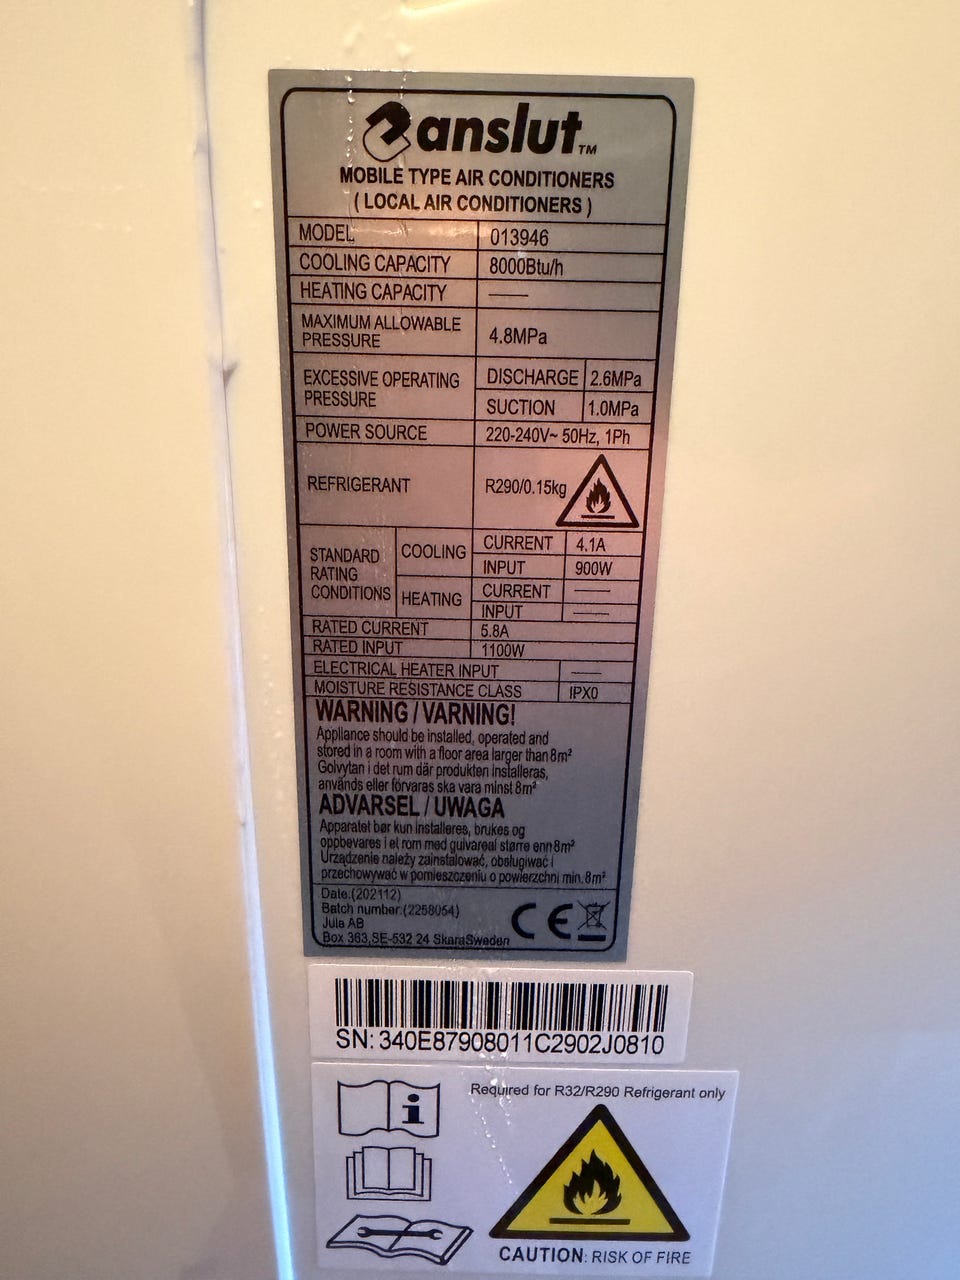 anslut™
MOBILE TYPE AIR CONDITIONERS
( LOCAL AIR CONDITIONERS )
MODEL 013946
COOLING CAPACITY 8000Btu/h
HEATING CAPACITY ——
MAXIMUM ALLOWABLE PRESSURE 4.8MPa
EXCESSIVE OPERATING PRESSURE DISCHARGE 2.6MPa
SUCTION 1.0MPa
POWER SOURCE 220-240V~ 50Hz, 1Ph
REFRIGERANT R290/0.15kg
STANDARD RATING CONDITIONS COOLING CURRENT 4.1A
INPUT 900W
HEATING CURRENT ——
INPUT ——
RATED CURRENT 5.8A
RATED INPUT 1100W
ELECTRICAL HEATER INPUT ——
MOISTURE RESISTANCE CLASS IPX0
WARNING / VARNING!
Appliance should be installed, operated and
stored in a room with a floor area larger than 8m²
Golvytan i det rum där produkten installeras,
används eller förvaras ska vara minst 8m²
ADVARSEL / UWAGA
Apparatet bør kun installeres, brukes og
oppbevares i et rom med gulvareal større enn 8m²
Urządzenie należy zainstalować, obsługiwać i
przechowywać w pomieszczeniu o powierzchni min. 8m²
Date:(202112)
Batch number:(2258054)
Jula AB
Box 363,SE-532 24 SkaraSweden
CE
SN: 340E87908011C2902J0810
Required for R32/R290 Refrigerant only
i
CAUTION: RISK OF FIRE